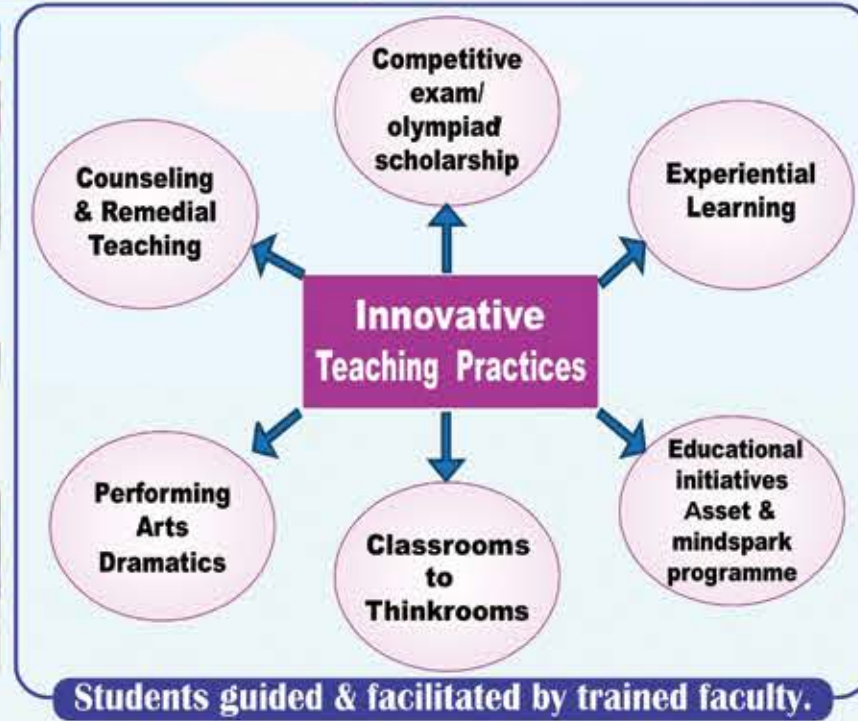 Competitive
exam/
olympiad
scholarship
Counseling
& Remedial
Teaching
Experiential
Learning
Innovative
Teaching Practices
Performing
Arts
Dramatics
Classrooms
to
Thinkrooms
Educational
initiatives
Asset &
mindspark
programme
Students guided & facilitated by trained faculty.